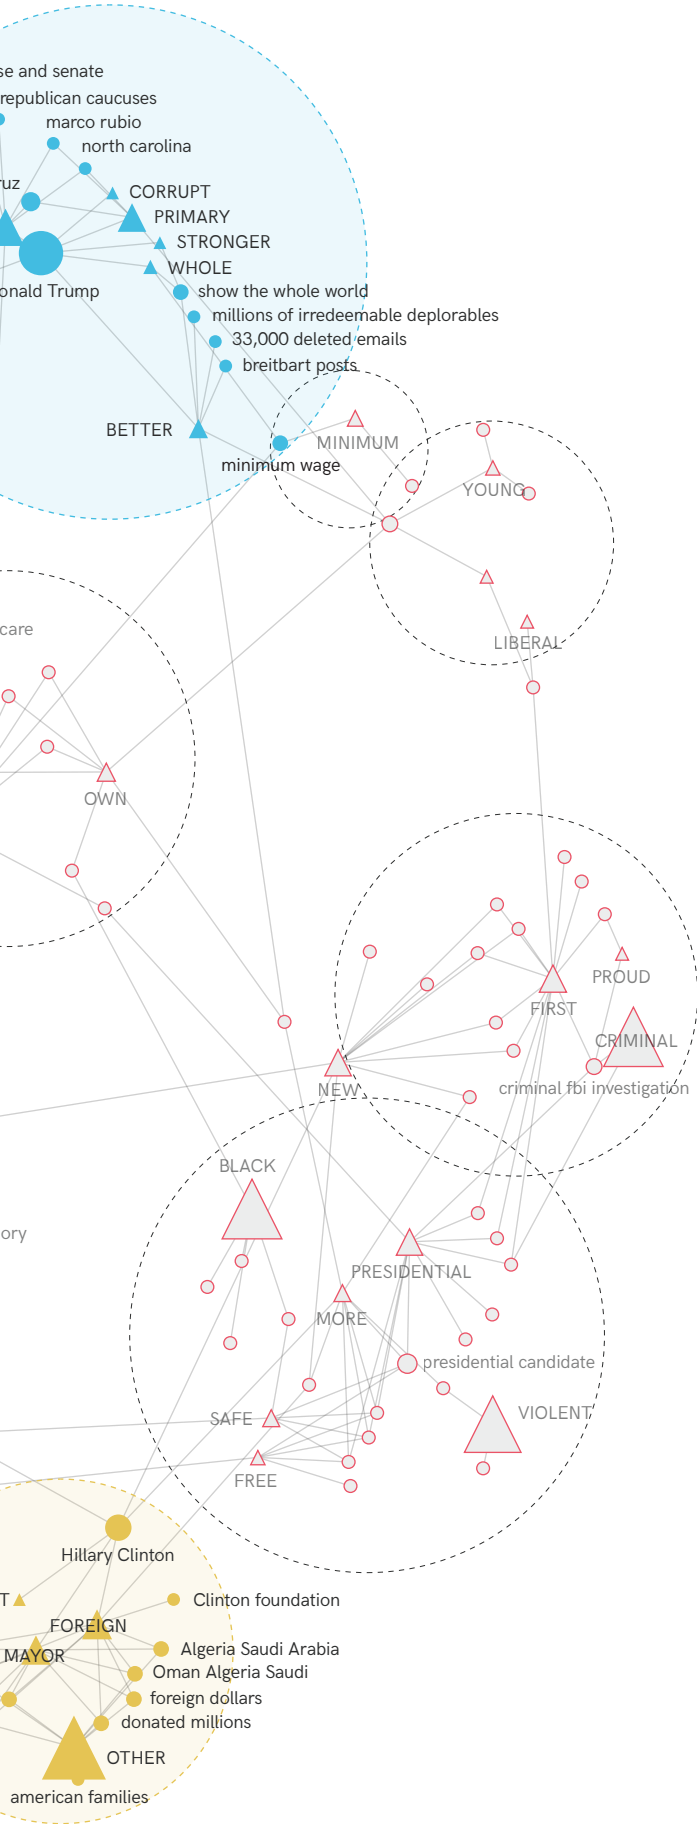 se and senate
republican caucuses
marco rubio
north carolina
ruz
CORRUPT
PRIMARY
STRONGER
WHOLE
onald Trump
show the whole world
millions of irredeemable deplorables
33,000 deleted emails
breitbart posts
BETTER
MINIMUM
minimum wage
YOUNG
care
LIBERAL
OWN
PROUD
FIRST
CRIMINAL
NEW
criminal fbi investigation
BLACK
ory
PRESIDENTIAL
MORE
presidential candidate
SAFE
VIOLENT
FREE
Hillary Clinton
T
Clinton foundation
FOREIGN
MAYOR
Algeria Saudi Arabia
Oman Algeria Saudi
foreign dollars
donated millions
OTHER
american families